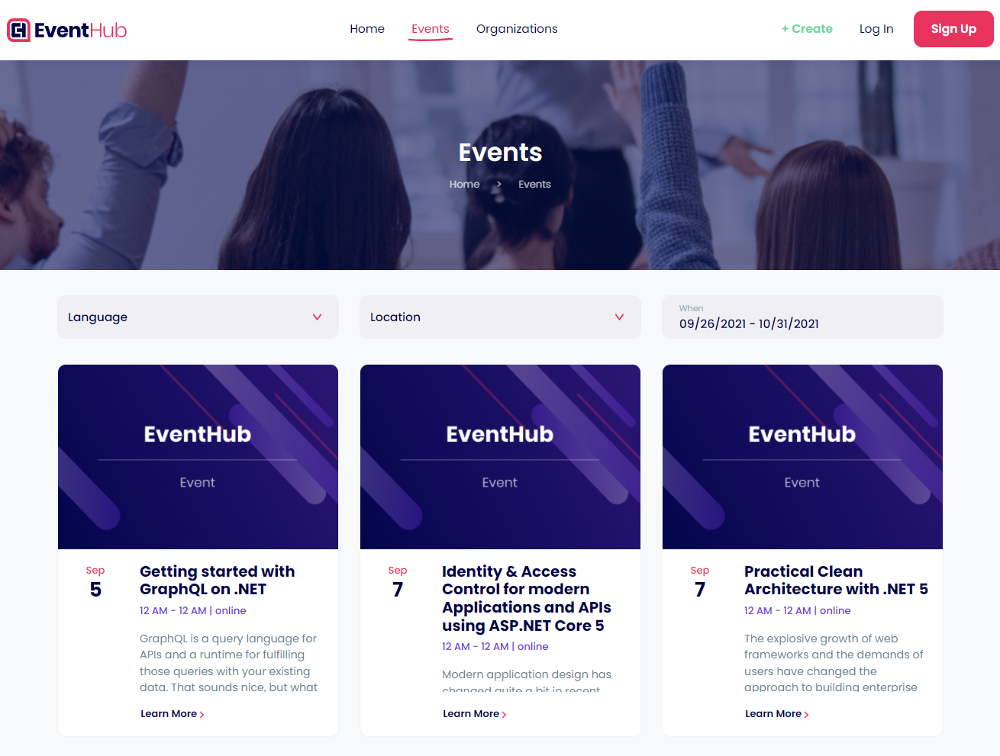 EventHub
Home
Events
Organizations
+ Create
Log In
Sign Up
Events
Home > Events
Language
Location
When
09/26/2021 - 10/31/2021
EventHub
Event
Sep
5
Getting started with
GraphQL on .NET
12 AM - 12 AM | online
GraphQL is a query language for
APIs and a runtime for fulfilling
those queries with your existing
data. That sounds nice, but what
Learn More >
EventHub
Event
Sep
7
Identity & Access
Control for modern
Applications and APIs
using ASP.NET Core 5
12 AM - 12 AM | online
Modern application design has
changed quite a bit in recent
Learn More >
EventHub
Event
Sep
7
Practical Clean
Architecture with .NET 5
12 AM - 12 AM | online
The explosive growth of web
frameworks and the demands of
users have changed the
approach to building enterprise
Learn More >